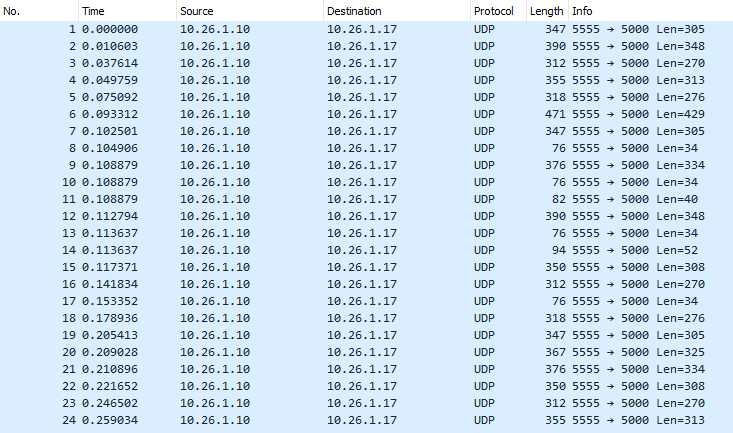 No. Time Source Destination Protocol Length Info
1 0.000000 10.26.1.10 10.26.1.17 UDP 347 5555 → 5000 Len=305
2 0.010603 10.26.1.10 10.26.1.17 UDP 390 5555 → 5000 Len=348
3 0.037614 10.26.1.10 10.26.1.17 UDP 312 5555 → 5000 Len=270
4 0.049759 10.26.1.10 10.26.1.17 UDP 355 5555 → 5000 Len=313
5 0.075092 10.26.1.10 10.26.1.17 UDP 318 5555 → 5000 Len=276
6 0.093312 10.26.1.10 10.26.1.17 UDP 471 5555 → 5000 Len=429
7 0.102501 10.26.1.10 10.26.1.17 UDP 347 5555 → 5000 Len=305
8 0.104906 10.26.1.10 10.26.1.17 UDP 76 5555 → 5000 Len=34
9 0.108879 10.26.1.10 10.26.1.17 UDP 376 5555 → 5000 Len=334
10 0.108879 10.26.1.10 10.26.1.17 UDP 76 5555 → 5000 Len=34
11 0.108879 10.26.1.10 10.26.1.17 UDP 82 5555 → 5000 Len=40
12 0.112794 10.26.1.10 10.26.1.17 UDP 390 5555 → 5000 Len=348
13 0.113637 10.26.1.10 10.26.1.17 UDP 76 5555 → 5000 Len=34
14 0.113637 10.26.1.10 10.26.1.17 UDP 94 5555 → 5000 Len=52
15 0.117371 10.26.1.10 10.26.1.17 UDP 350 5555 → 5000 Len=308
16 0.141834 10.26.1.10 10.26.1.17 UDP 312 5555 → 5000 Len=270
17 0.153352 10.26.1.10 10.26.1.17 UDP 76 5555 → 5000 Len=34
18 0.178936 10.26.1.10 10.26.1.17 UDP 318 5555 → 5000 Len=276
19 0.205413 10.26.1.10 10.26.1.17 UDP 347 5555 → 5000 Len=305
20 0.209028 10.26.1.10 10.26.1.17 UDP 367 5555 → 5000 Len=325
21 0.210896 10.26.1.10 10.26.1.17 UDP 376 5555 → 5000 Len=334
22 0.221652 10.26.1.10 10.26.1.17 UDP 350 5555 → 5000 Len=308
23 0.246502 10.26.1.10 10.26.1.17 UDP 312 5555 → 5000 Len=270
24 0.259034 10.26.1.10 10.26.1.17 UDP 355 5555 → 5000 Len=313